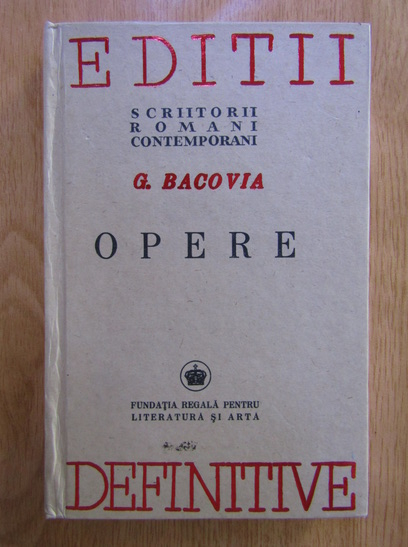 EDITII
SCRIITORII
ROMANI
CONTEMPORANI
G. BACOVIA
OPERE
FUNDAȚIA REGALĂ PENTRU
LITERATURĂ ȘI ARTĂ
DEFINITIVE